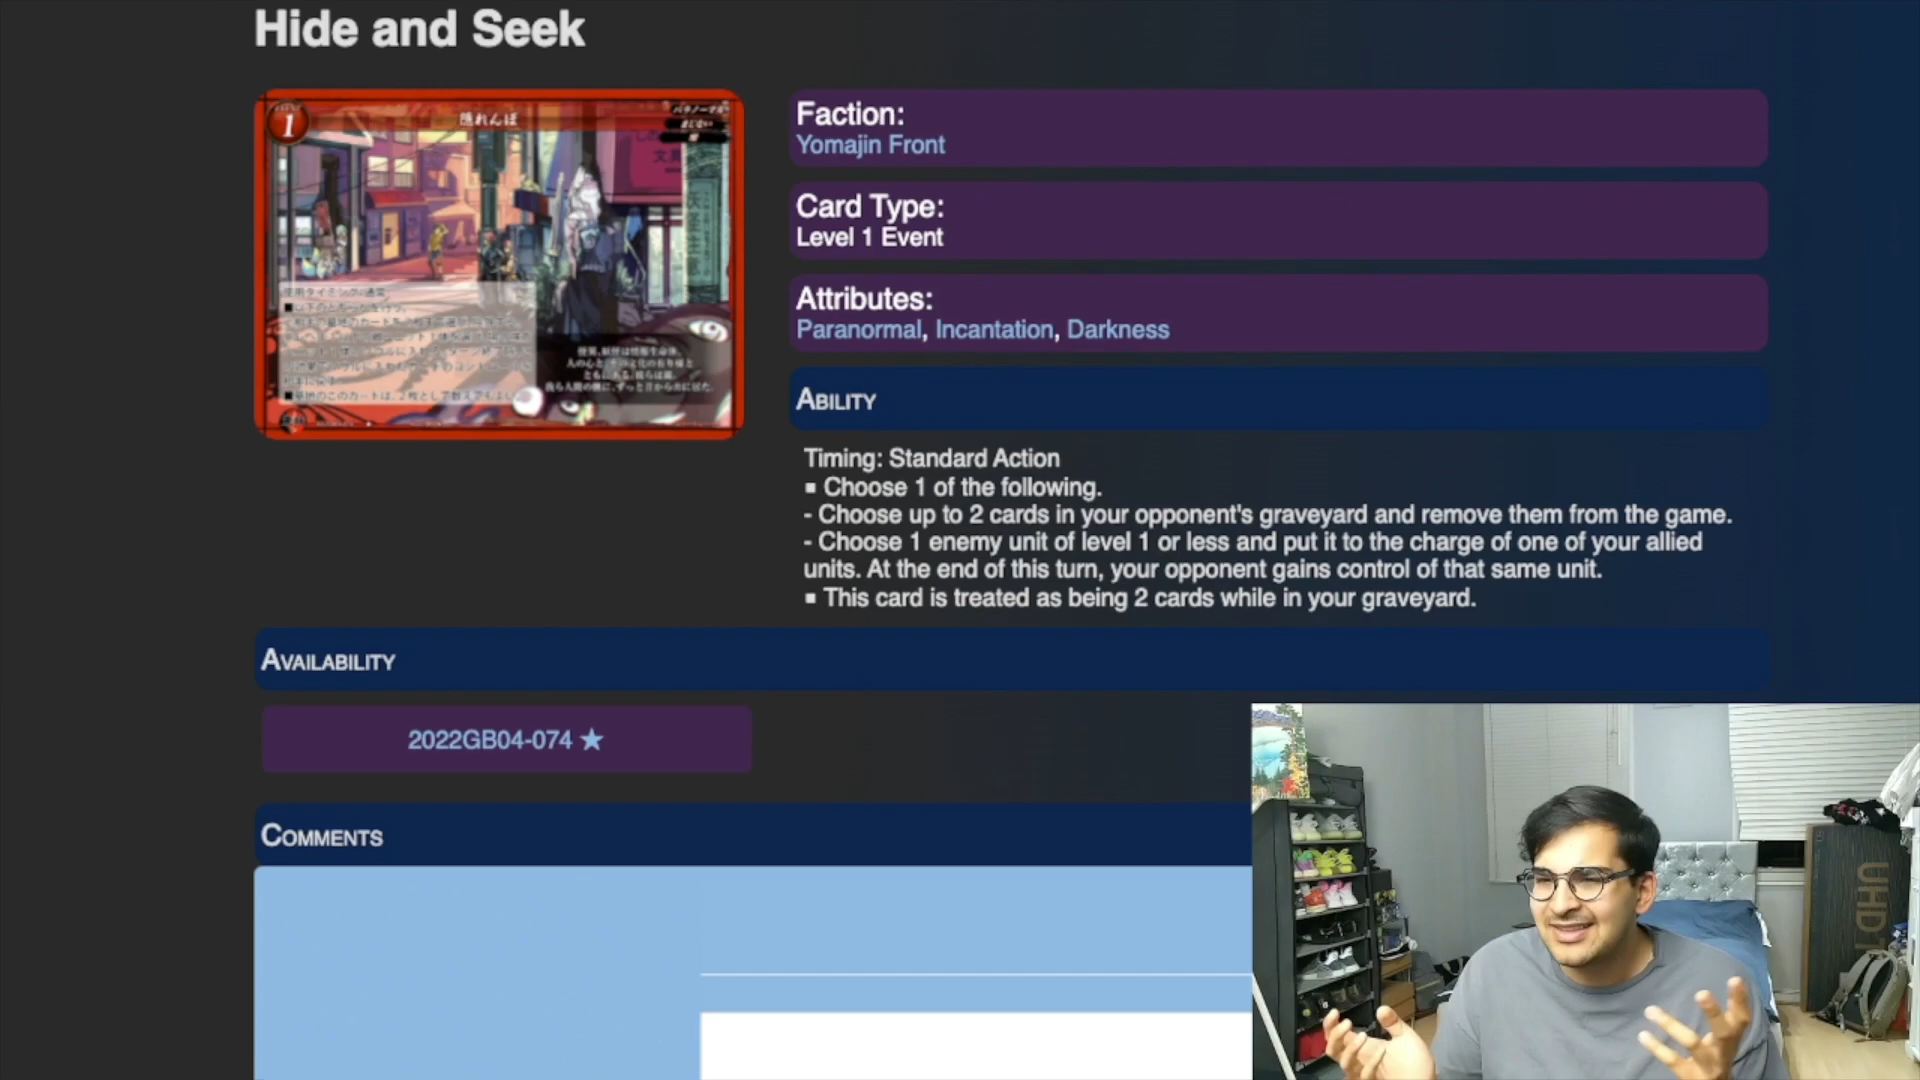 Hide and Seek
1
隠れんぼ
Faction:
Yomajin Front
Card Type:
Level 1 Event
Attributes:
Paranormal, Incantation, Darkness
ABILITY
Timing: Standard Action
■ Choose 1 of the following.
- Choose up to 2 cards in your opponent's graveyard and remove them from the game.
- Choose 1 enemy unit of level 1 or less and put it to the charge of one of your allied
units. At the end of this turn, your opponent gains control of that same unit.
■ This card is treated as being 2 cards while in your graveyard.
AVAILABILITY
2022GB04-074 ★
COMMENTS
UHD